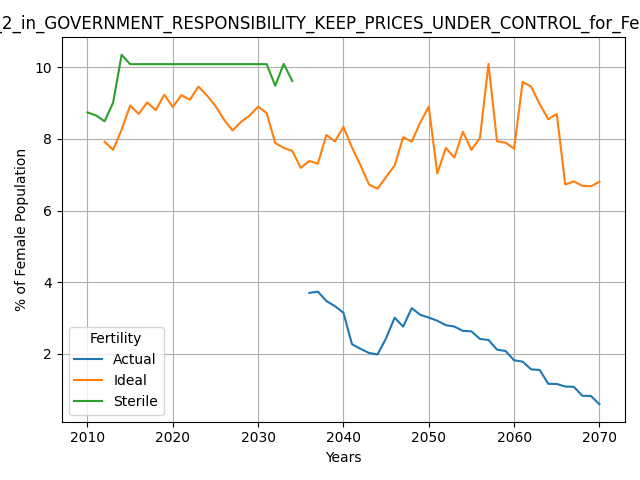 _2_in_GOVERNMENT_RESPONSIBILITY_KEEP_PRICES_UNDER_CONTROL_for_Fe
% of Female Population
10
8
6
4
2
Fertility
Actual
Ideal
Sterile
2010 2020 2030 2040 2050 2060 2070
Years